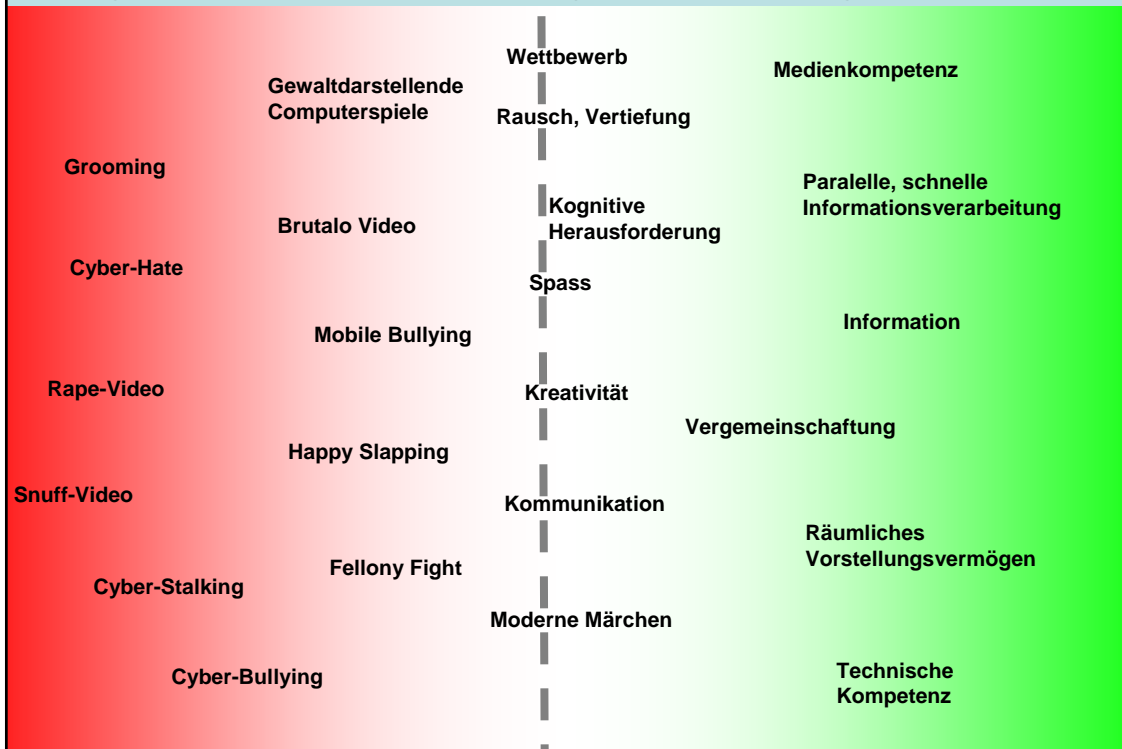 Wettbewerb
Medienkompetenz
Gewaltdarstellende
Computerspiele
Rausch, Vertiefung
Grooming
Paralelle, schnelle
Informationsverarbeitung
Kognitive
Herausforderung
Brutalo Video
Cyber-Hate
Spass
Information
Mobile Bullying
Rape-Video
Kreativität
Vergemeinschaftung
Happy Slapping
Snuff-Video
Kommunikation
Räumliches
Vorstellungsvermögen
Fellony Fight
Cyber-Stalking
Moderne Märchen
Cyber-Bullying
Technische
Kompetenz